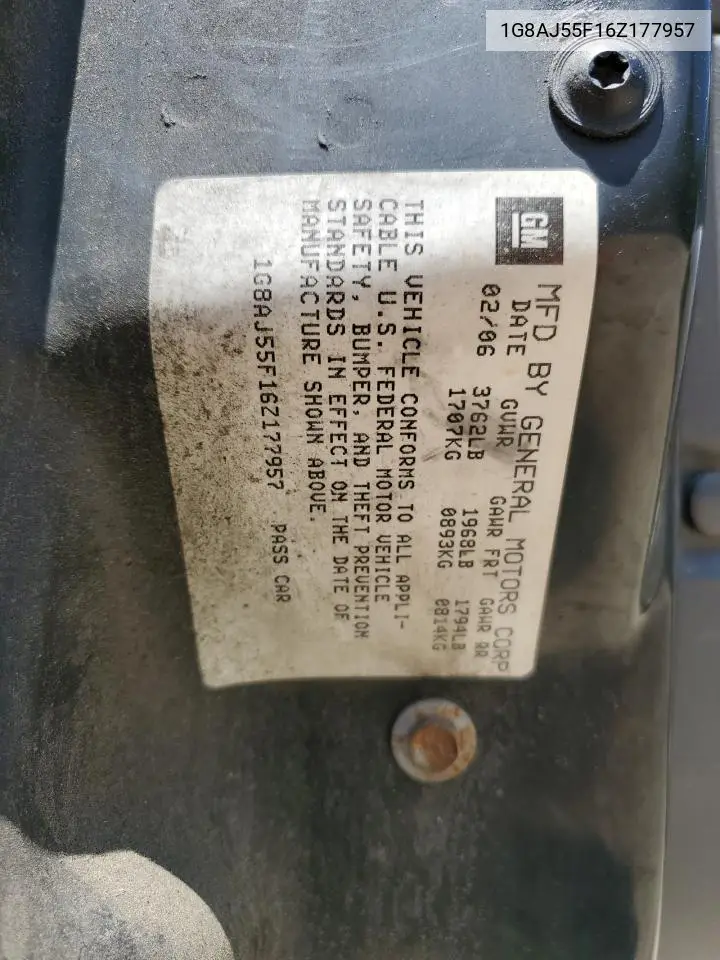 1G8AJ55F16Z177957
GM
MFD BY GENERAL MOTORS CORP
DATE GVWR GAWR FRT GAWR RR
02/06 3762LB 1968LB 1794LB
1707KG 0893KG 0814KG
THIS VEHICLE CONFORMS TO ALL APPLI-
CABLE U.S. FEDERAL MOTOR VEHICLE
SAFETY, BUMPER, AND THEFT PREVENTION
STANDARDS IN EFFECT ON THE DATE OF
MANUFACTURE SHOWN ABOVE.
1G8AJ55F16Z177957 PASS CAR